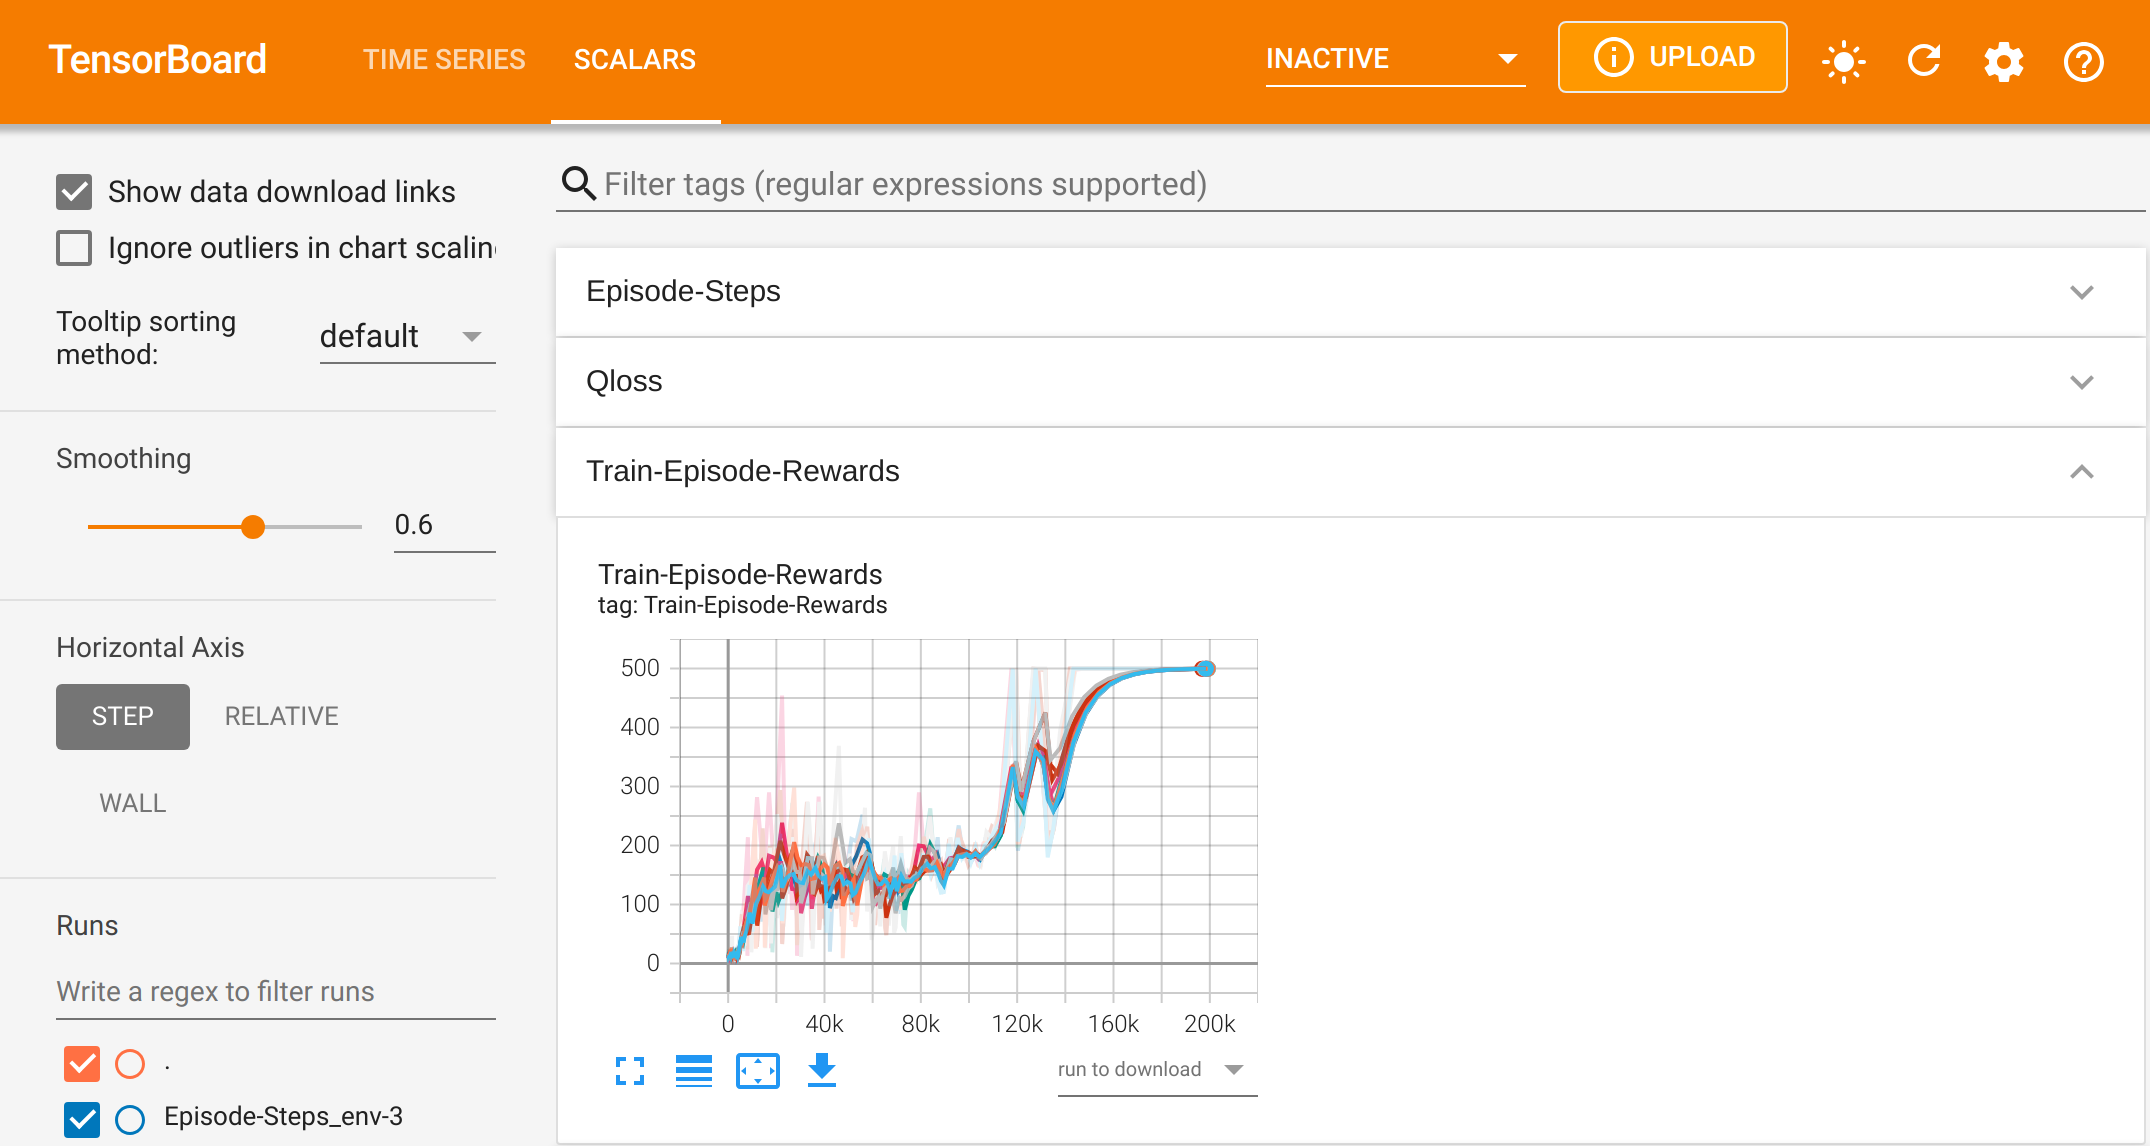 TensorBoard
TIME SERIES
SCALARS
INACTIVE
UPLOAD
Show data download links
Ignore outliers in chart scalin
Tooltip sorting
method:
default
Smoothing
0.6
Horizontal Axis
STEP
RELATIVE
WALL
Runs
Write a regex to filter runs
.
Episode-Steps_env-3
Filter tags (regular expressions supported)
Episode-Steps
Qloss
Train-Episode-Rewards
Train-Episode-Rewards
tag: Train-Episode-Rewards
500
400
300
200
100
0
0 40k 80k 120k 160k 200k
run to download